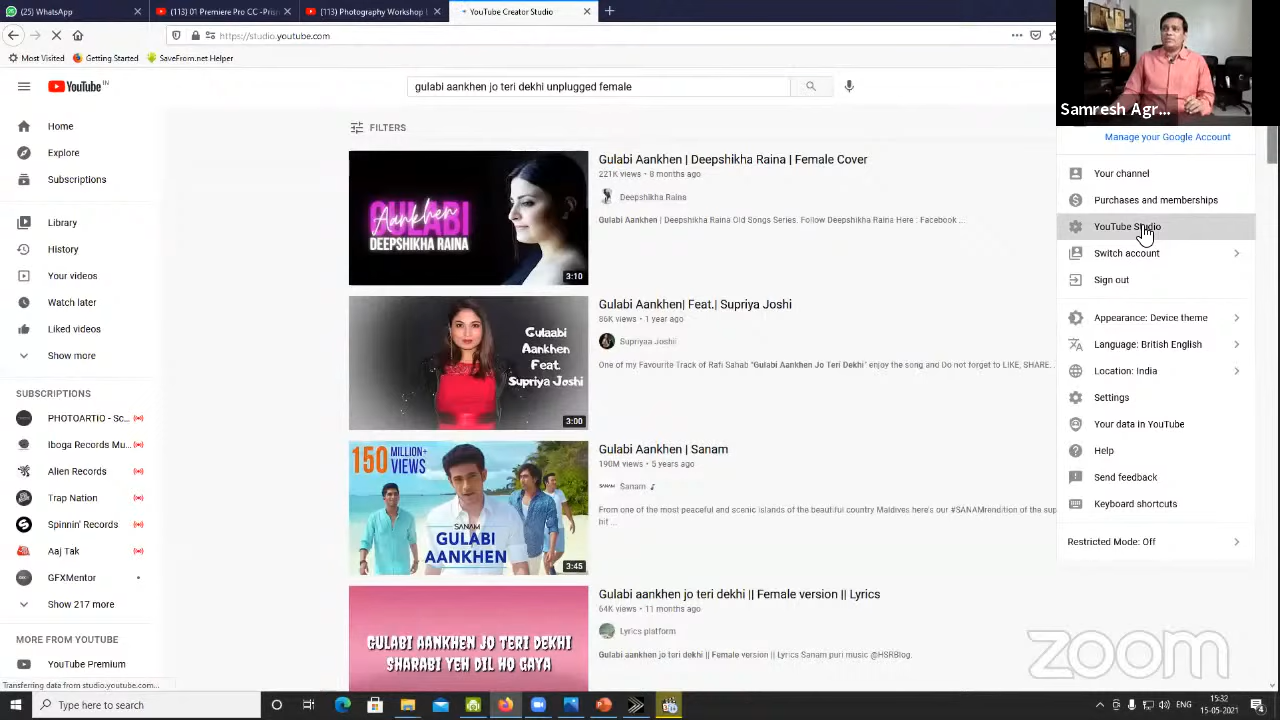 (5) WhatsApp
(113) 01 Premiere Pro CC -Pris
(113) Photography Workshop I
YouTube Creator Studio
https://studio.youtube.com
Most Visited
Getting Started
SaveFrom.net Helper
YouTube IN
gulabi aankhen jo teri dekhi unplugged female
Home
Explore
Subscriptions
Library
History
Your videos
Watch later
Liked videos
Show more
SUBSCRIPTIONS
PHOTOARTIO - Sc...
Iboga Records Mu...
Alien Records
Trap Nation
Spinnin' Records
Aaj Tak
GFXMentor
Show 217 more
MORE FROM YOUTUBE
YouTube Premium
Transferring data from studio.youtube.com...
FILTERS
Aankhen
GULABI
DEEPSHIKHA RAINA
3:10
Gulabi Aankhen | Deepshikha Raina | Female Cover
221K views • 8 months ago
Deepshikha Raina
Gulabi Aankhen | Deepshikha Raina Old Songs Series. Follow Deepshikha Raina Here : Facebook ...
Gulaabi
Aankhen
Feat.
Supriya Joshi
3:00
Gulabi Aankhen| Feat.| Supriya Joshi
86K views • 1 year ago
Supriyaa Joshii
One of my Favourite Track of Rafi Sahab "Gulabi Aankhen Jo Teri Dekhi" enjoy the song and Do not forget to LIKE, SHARE. ..
150 MILLION+
VIEWS
SANAM
GULABI
AANKHEN
3:45
Gulabi Aankhen | Sanam
190M views • 5 years ago
SANAM
Sanam
From one of the most peaceful and scenic islands of the beautiful country Maldives here's our #SANAMrendition of the sup
hit ...
GULABI AANKHEN JO TERI DEKHI
SHARABI YEH DIL HO GAYA
Gulabi aankhen jo teri dekhi || Female version || Lyrics
64K views • 11 months ago
Lyrics platform
Gulabi aankhen jo teri dekhi || Female version || Lyrics Sanam puri music @HSRBlog.
Samresh Agr...
Manage your Google Account
Your channel
Purchases and memberships
YouTube Studio
Switch account
Sign out
Appearance: Device theme
Language: British English
Location: India
Settings
Your data in YouTube
Help
Send feedback
Keyboard shortcuts
Restricted Mode: Off
zoom
Type here to search
ENG
15:32
15-05-2021
4